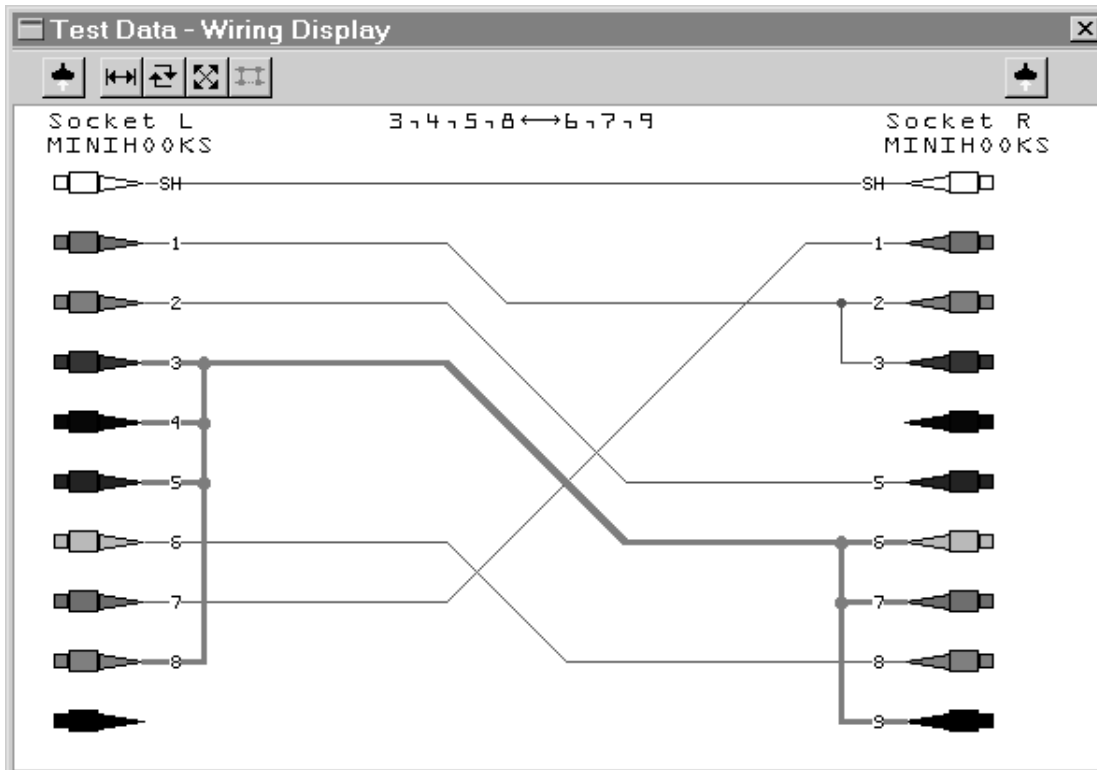 Test Data - Wiring Display
Socket L 3,4,5,8↔6,7,9 Socket R
MINIHOOKS MINIHOOKS
SH SH
1 1
2 2
3 3
4
5 5
6 6
7 7
8 8
9